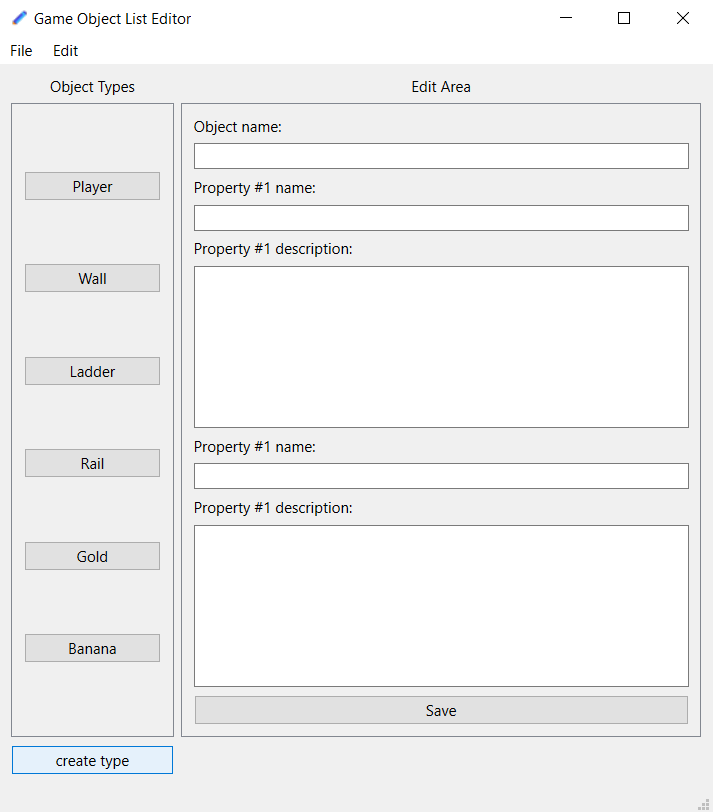 Game Object List Editor
File Edit
Object Types
Edit Area
Player
Wall
Ladder
Rail
Gold
Banana
create type
Object name:
Property #1 name:
Property #1 description:
Property #1 name:
Property #1 description:
Save